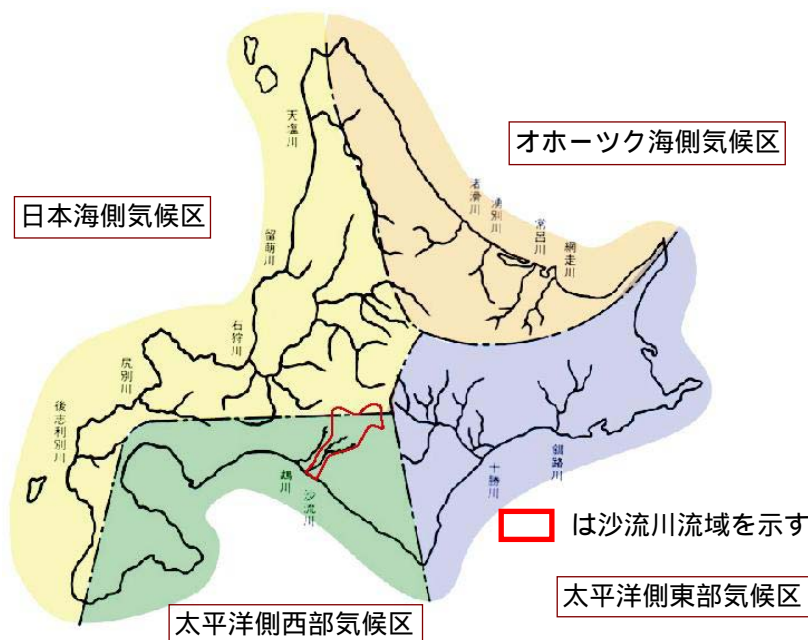 オホーツク海側気候区
日本海側気候区
天塩川
留萌川
石狩川
尻別川
後志利別川
渚滑川
湧別川
常呂川
網走川
鵡川
沙流川
十勝川
釧路川
は沙流川流域を示す
太平洋側東部気候区
太平洋側西部気候区